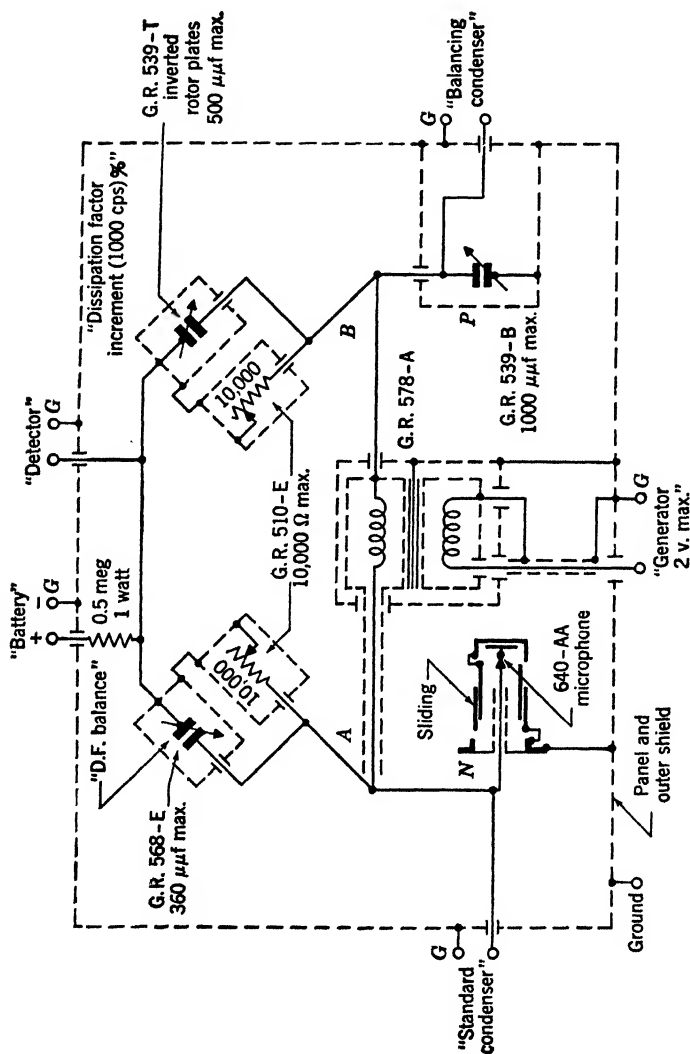 G.R. 539-T
inverted
rotor plates
500 μμf max.
"Dissipation factor
increment (1000 cps)%"
"Detector"
G
"Battery"
+
-
G
0.5 meg
1 watt
"D.F. balance"
G.R. 568-E
360 μμf max.
10,000
10,000
G.R. 510-E
10,000 Ω max.
A
B
G
"Balancing
condenser"
P
G.R. 539-B
1000 μμf max.
G.R. 578-A
G
"Generator
2 v. max."
Sliding
640-AA
microphone
N
Panel and
outer shield
Ground
G
"Standard
condenser"